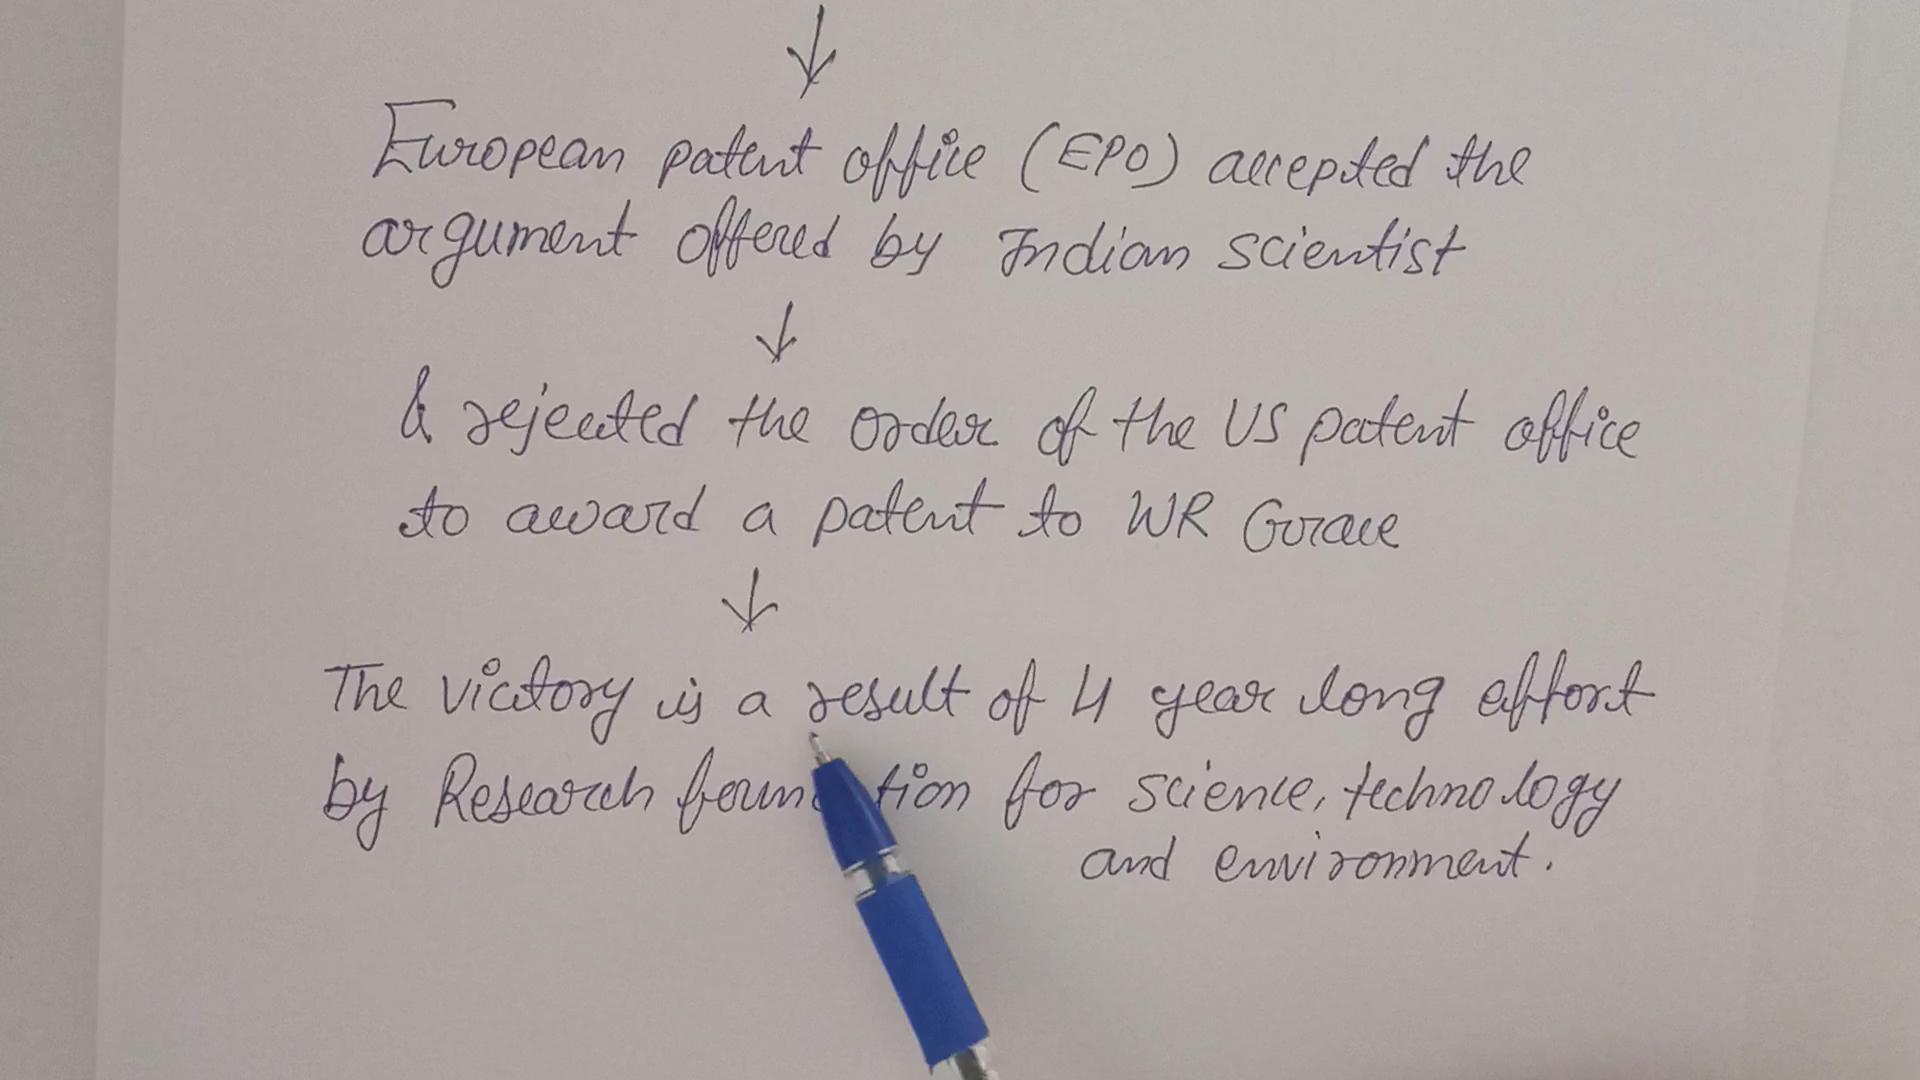 ↓
European patent office (EPO) accepted the
argument offered by Indian scientist
↓
& rejected the order of the US patent office
to award a patent to WR Grace
↓
The victory is a result of 4 year long effort
by Research for science, technology
and environment.